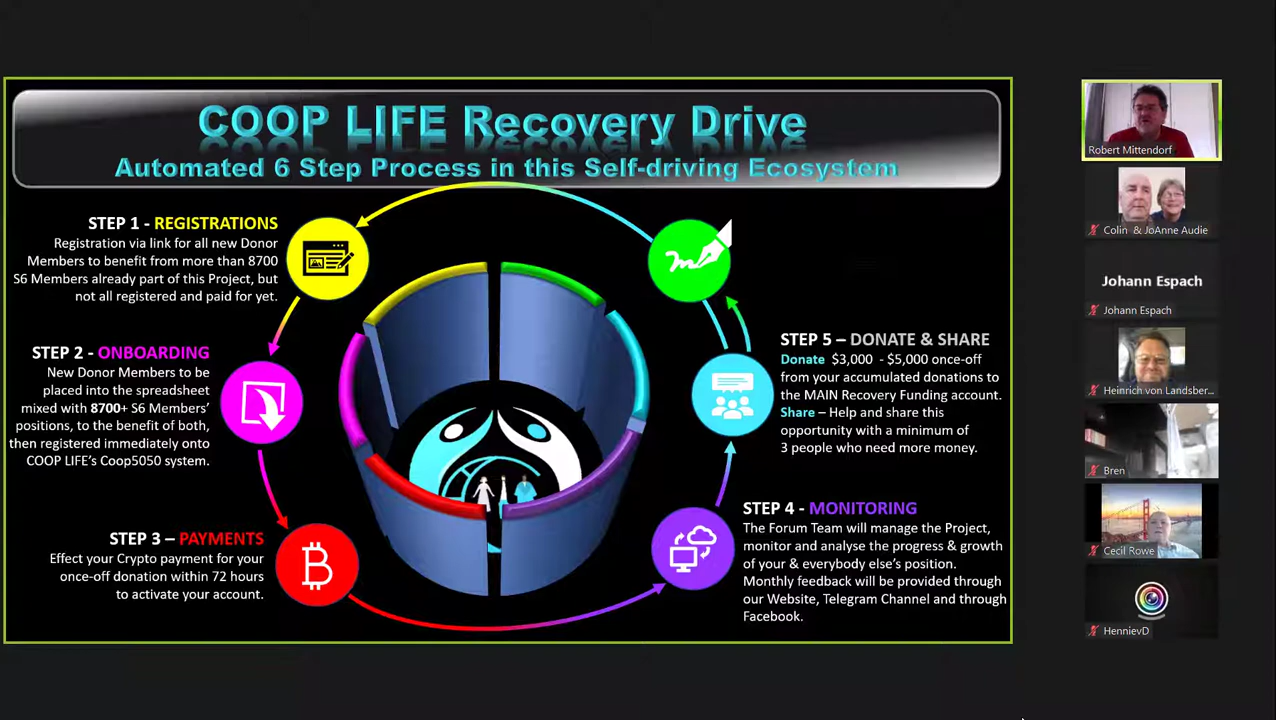 COOP LIFE Recovery Drive
Automated 6 Step Process in this Self-driving Ecosystem
STEP 1 - REGISTRATIONS
Registration via link for all new Donor
Members to benefit from more than 8700
S6 Members already part of this Project, but
not all registered and paid for yet.
STEP 2 - ONBOARDING
New Donor Members to be
placed into the spreadsheet
mixed with 8700+ S6 Members'
positions, to the benefit of both,
then registered immediately onto
COOP LIFE's Coop5050 system.
STEP 3 – PAYMENTS
Effect your Crypto payment for your
once-off donation within 72 hours
to activate your account.
STEP 4 - MONITORING
The Forum Team will manage the Project,
monitor and analyse the progress & growth
of your & everybody else's position.
Monthly feedback will be provided through
our Website, Telegram Channel and through
Facebook.
STEP 5 – DONATE & SHARE
Donate $3,000 - $5,000 once-off
from your accumulated donations to
the MAIN Recovery Funding account.
Share – Help and share this
opportunity with a minimum of
3 people who need more money.
Robert Mittendorf
Colin & JoAnne Audie
Johann Espach
Johann Espach
Heinrich von Landsber...
Bren
Cecil Rowe
HennievD